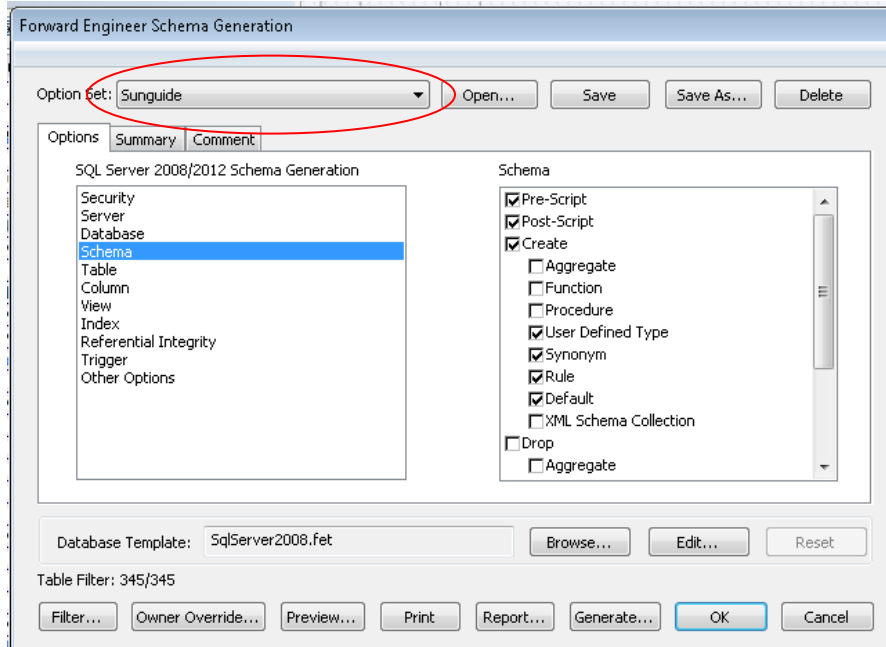 Forward Engineer Schema Generation
Option Set: Sunguide Open... Save Save As... Delete
Options Summary Comment
SQL Server 2008/2012 Schema Generation
Security
Server
Database
Schema
Table
Column
View
Index
Referential Integrity
Trigger
Other Options
Schema
Pre-Script
Post-Script
Create
Aggregate
Function
Procedure
User Defined Type
Synonym
Rule
Default
XML Schema Collection
Drop
Aggregate
Database Template: SqlServer2008.fet Browse... Edit... Reset
Table Filter: 345/345
Filter... Owner Override... Preview... Print Report... Generate... OK Cancel